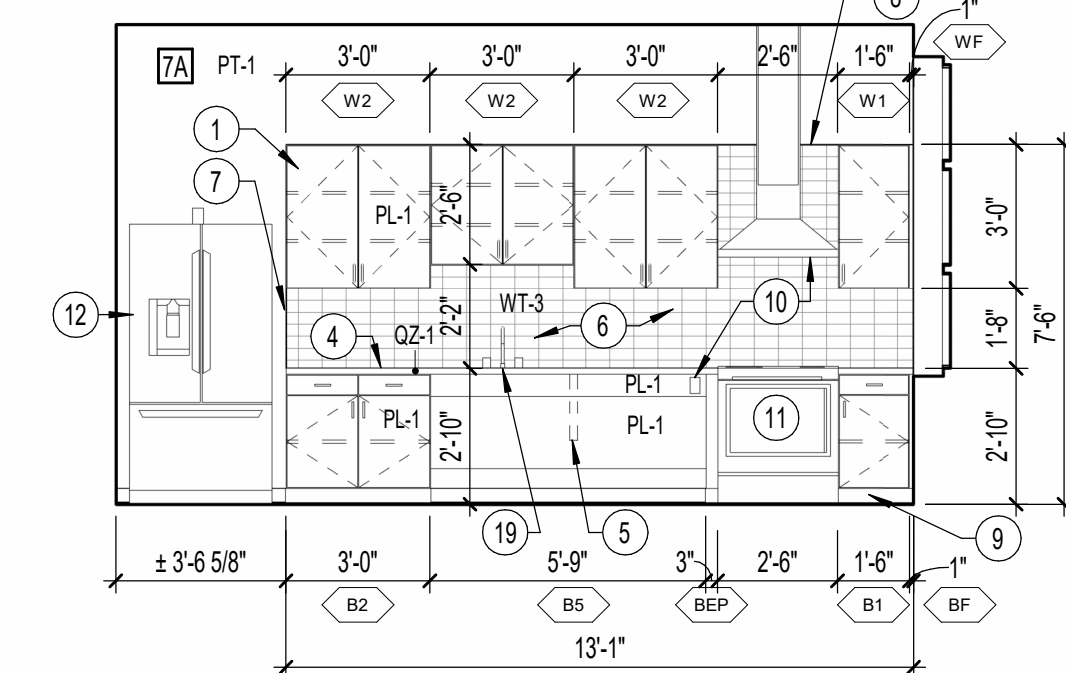 6
1"
WF
7A PT-1
3'-0" 3'-0" 3'-0" 2'-6" 1'-6"
W2 W2 W2 W1
1
7
PL-1
2'-6"
3'-0"
12
WT-3
2'-2"
10
6
4
QZ-1
1'-8"
7'-6"
PL-1
PL-1
PL-1
11
2'-10"
2'-10"
19
5
9
± 3'-6 5/8" 3'-0" 5'-9" 3" 2'-6" 1'-6" 1"
B2 B5 BEP B1 BF
13'-1"